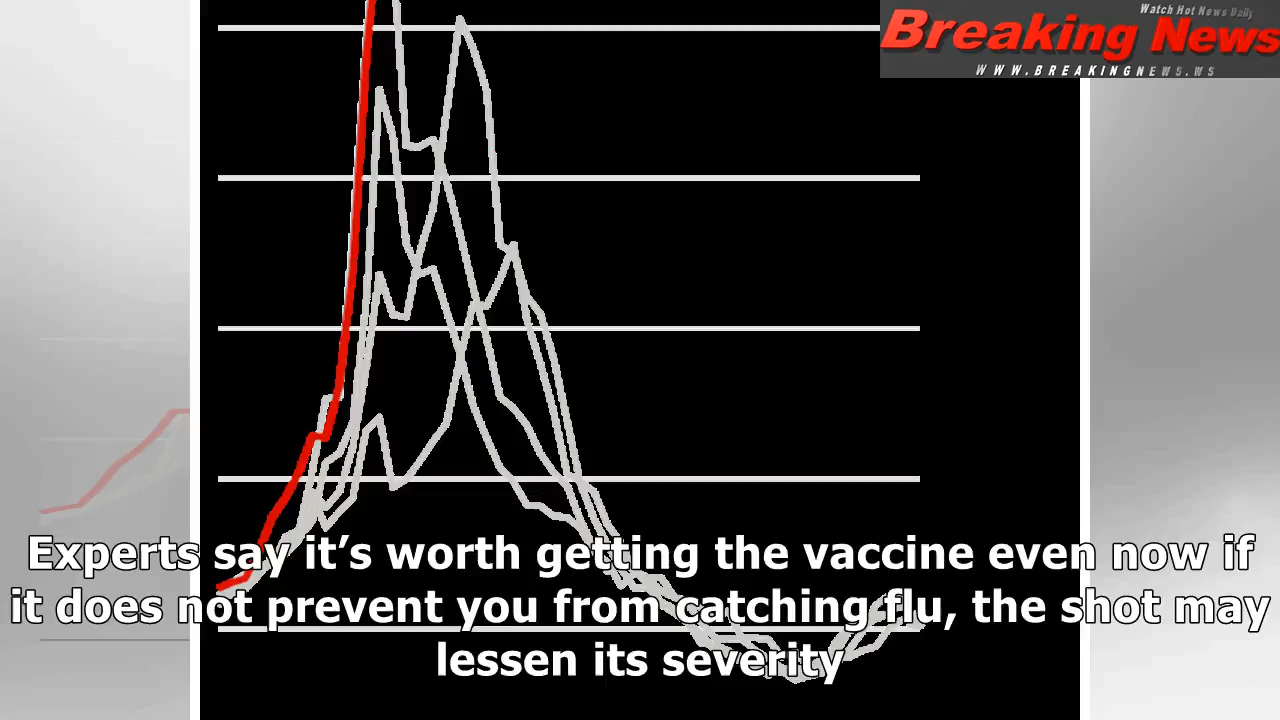 Watch Hot News Daily
Breaking News
WWW.BREAKINGNEWS.WS
Experts say it’s worth getting the vaccine even now if
it does not prevent you from catching flu, the shot may
lessen its severity